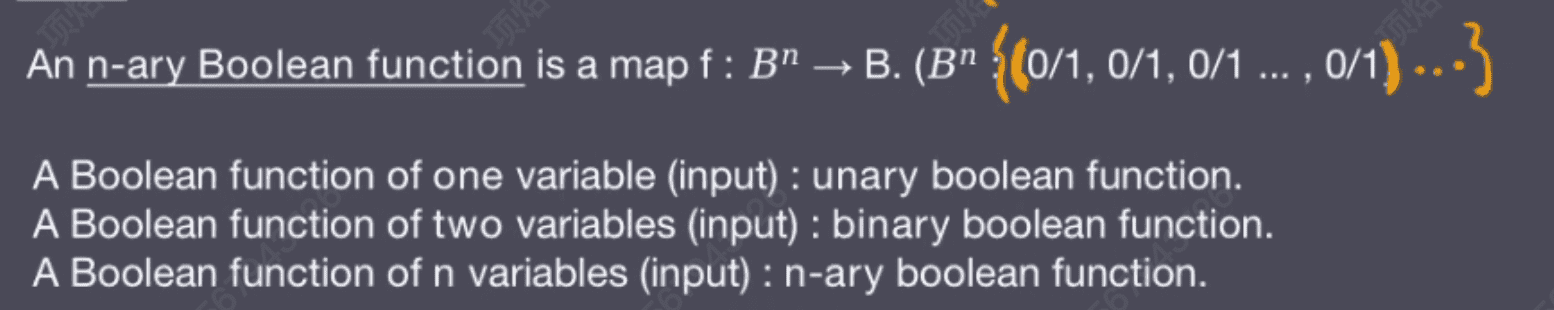 An n-ary Boolean function is a map f : Bⁿ → B. (Bⁿ : {(0/1, 0/1, 0/1 ... , 0/1) ...}
A Boolean function of one variable (input) : unary boolean function.
A Boolean function of two variables (input) : binary boolean function.
A Boolean function of n variables (input) : n-ary boolean function.